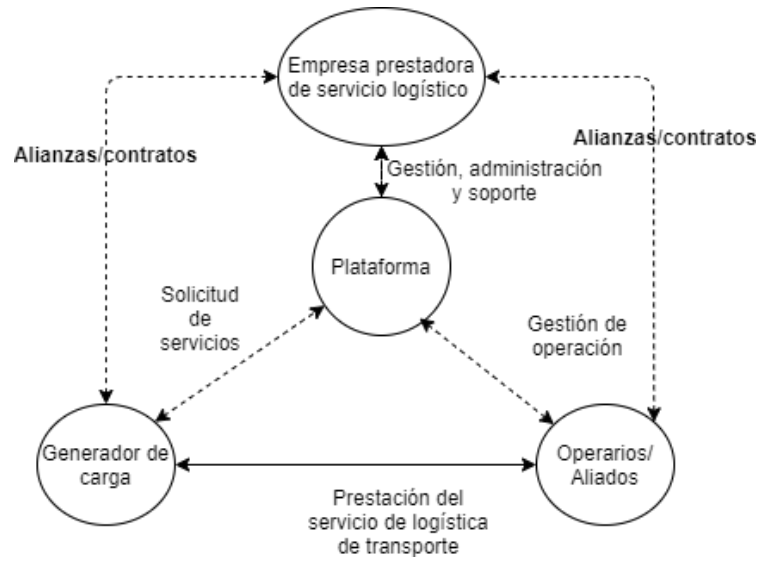 Empresa prestadora
de servicio logístico
Alianzas/contratos
Alianzas/contratos
Gestión, administración
y soporte
Plataforma
Solicitud
de
servicios
Gestión de
operación
Generador de
carga
Operarios/
Aliados
Prestación del
servicio de logística
de transporte